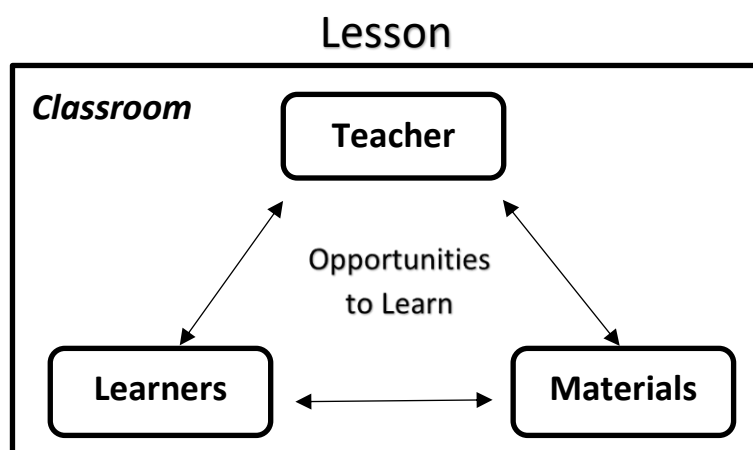 Lesson
Classroom
Teacher
Opportunities
to Learn
Learners
Materials